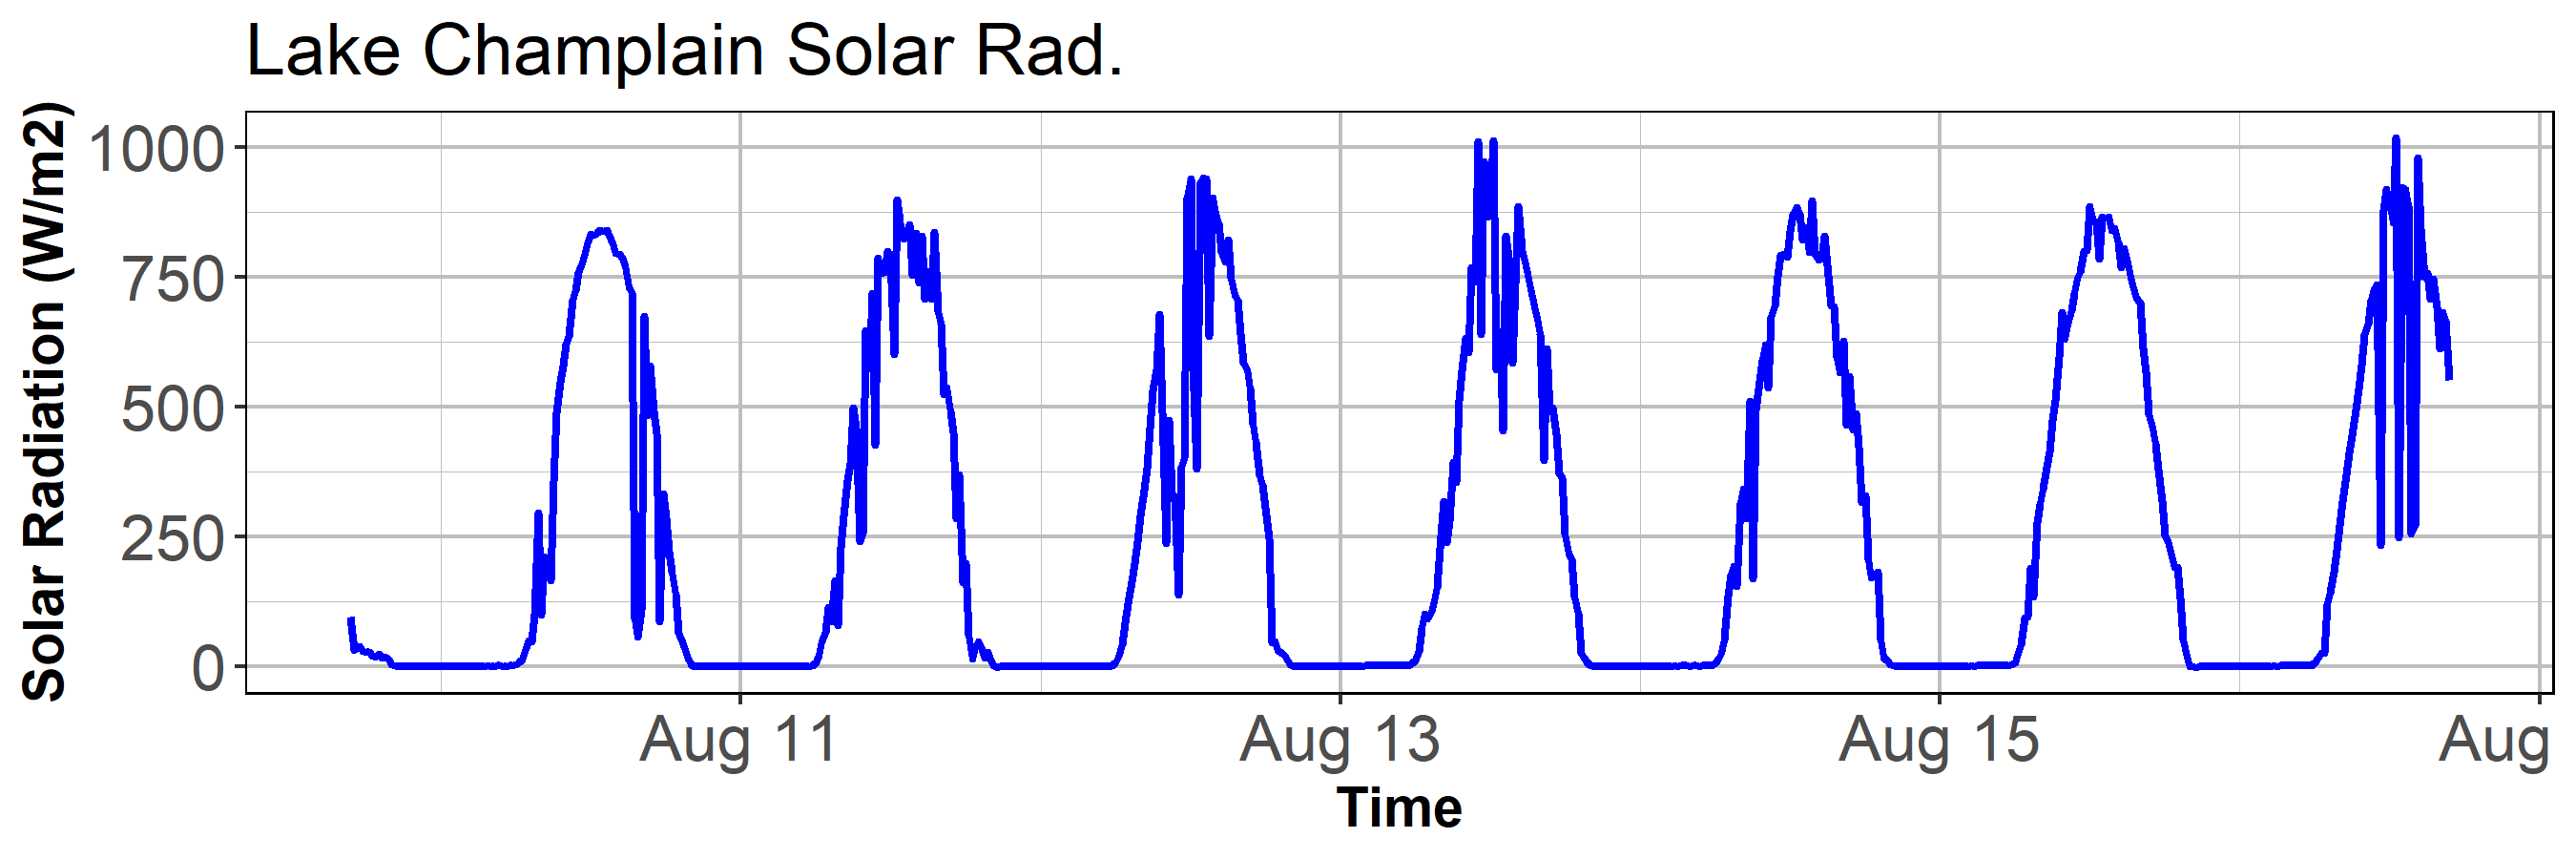 Lake Champlain Solar Rad.
Solar Radiation (W/m2)
1000
750
500
250
0
Aug 11 Aug 13 Aug 15 Aug
Time